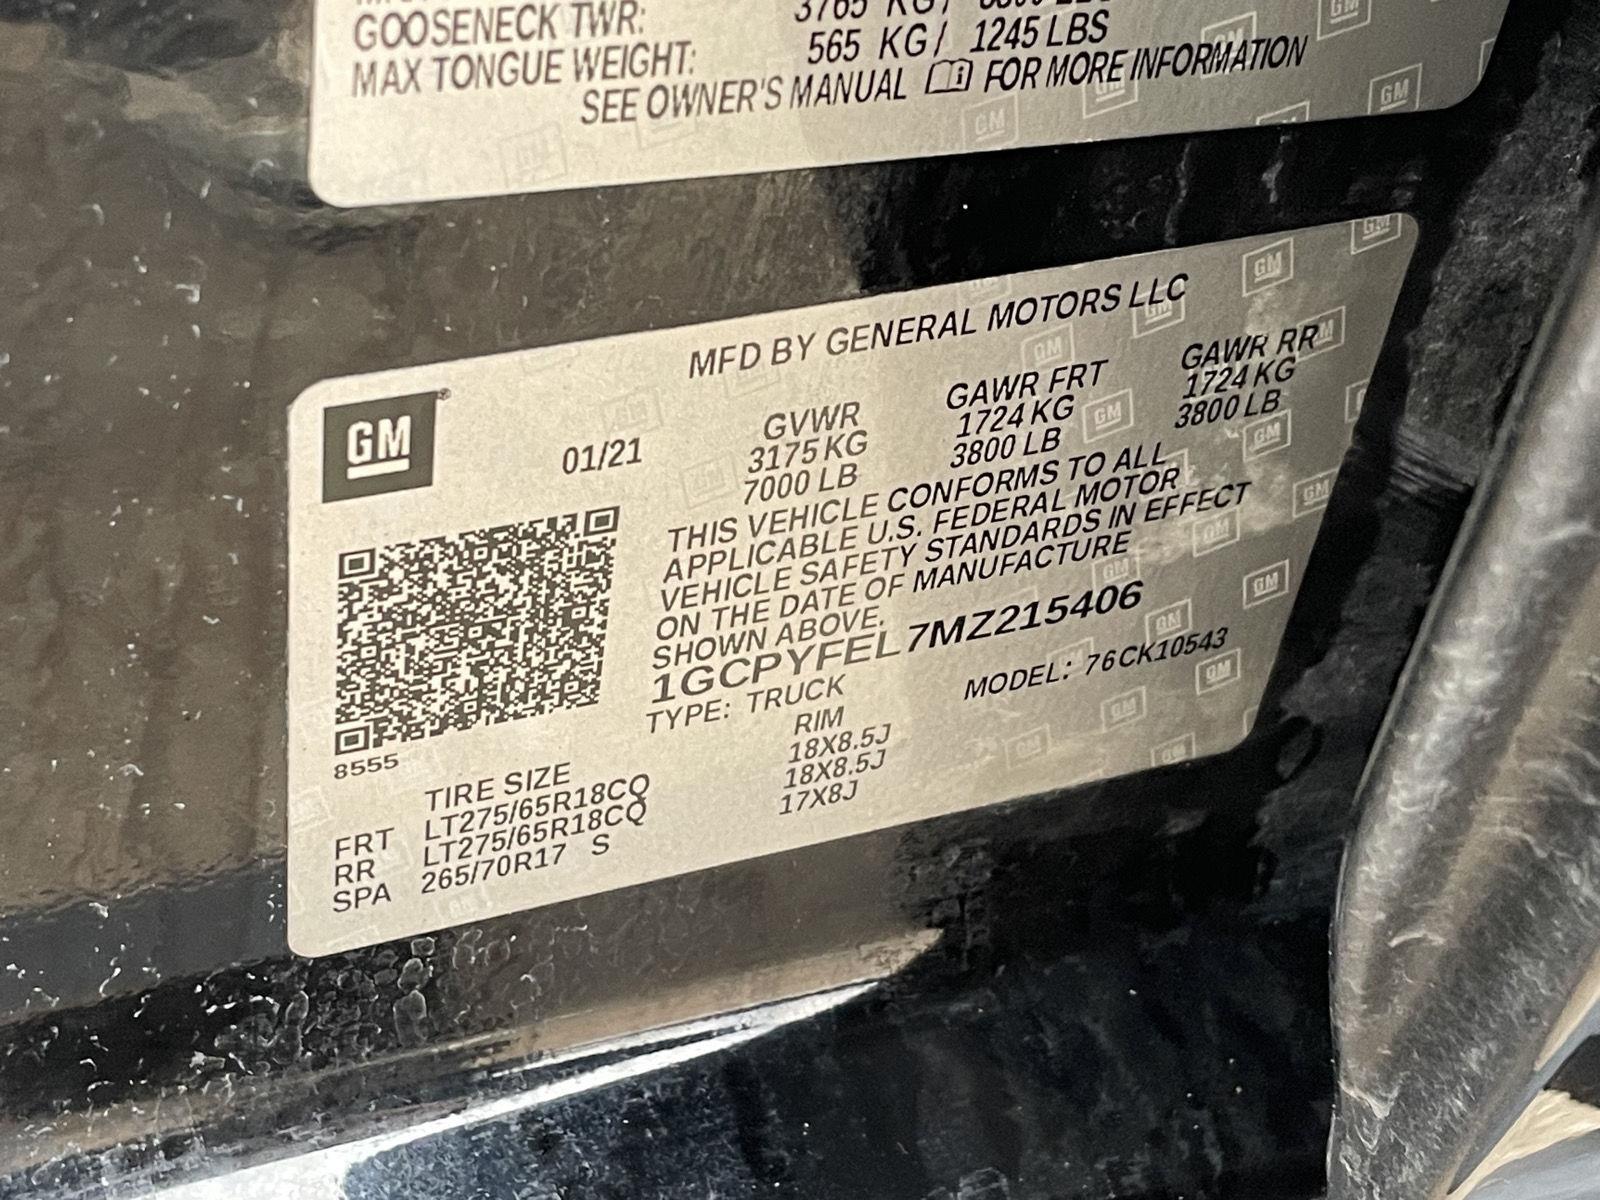 GOOSENECK TWR: 3765 KG/
MAX TONGUE WEIGHT: 565 KG/ 1245 LBS
SEE OWNER'S MANUAL FOR MORE INFORMATION
MFD BY GENERAL MOTORS LLC
GM
01/21
GVWR
3175 KG
7000 LB
GAWR FRT
1724 KG
3800 LB
GAWR RR
1724 KG
3800 LB
THIS VEHICLE CONFORMS TO ALL
APPLICABLE U.S. FEDERAL MOTOR
VEHICLE SAFETY STANDARDS IN EFFECT
ON THE DATE OF MANUFACTURE
SHOWN ABOVE.
1GCPYFEL7MZ215406
TYPE: TRUCK MODEL: 76CK10543
8555
TIRE SIZE RIM
FRT LT275/65R18CQ 18X8.5J
RR LT275/65R18CQ 18X8.5J
SPA 265/70R17 S 17X8J